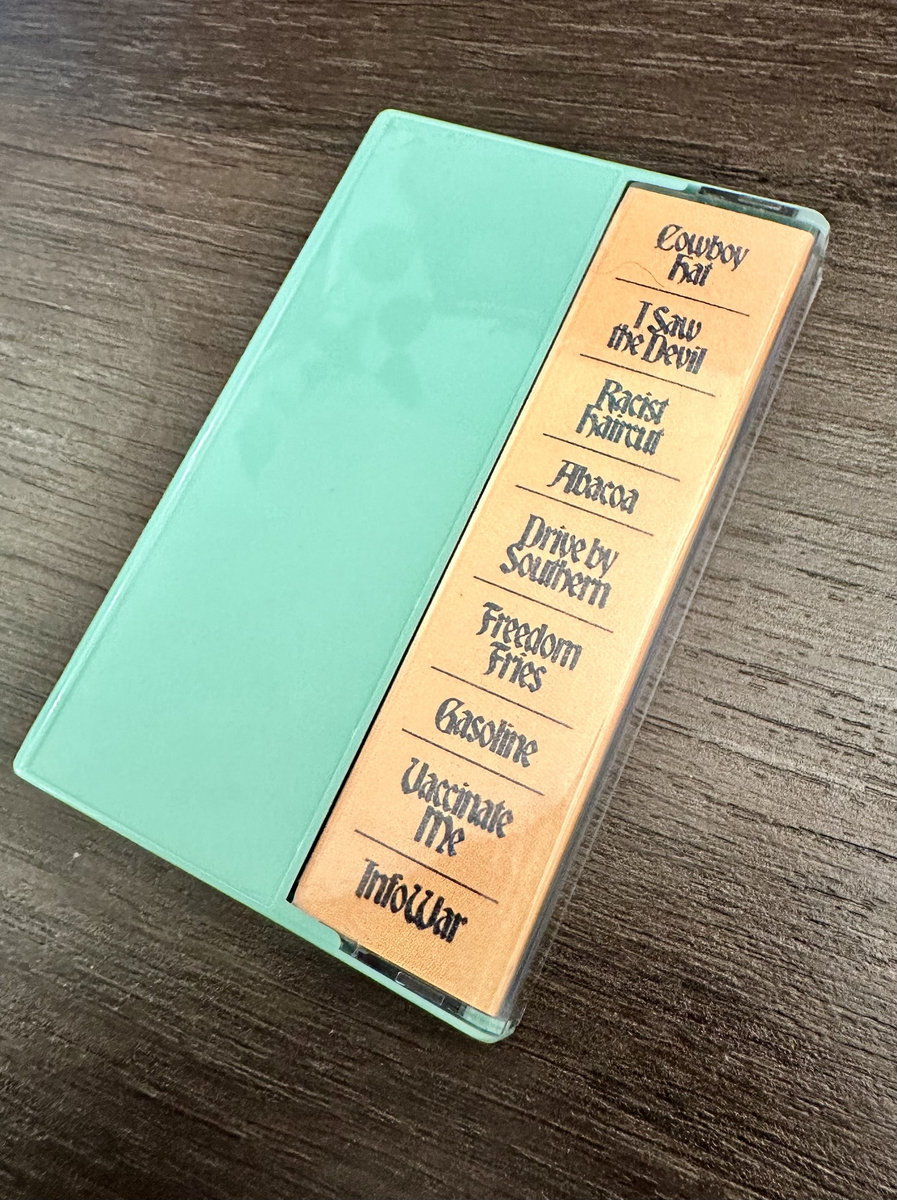 Cowboy
Hat
I Saw
the Devil
Racist
Haircut
Abacoa
Drive by
Southern
Freedom
Fries
Gasoline
Vaccinate
Me
InfoWar